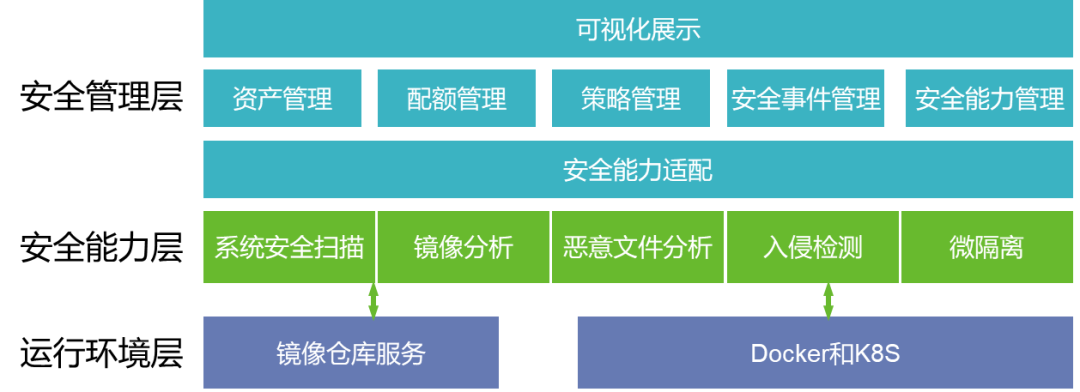 可视化展示
安全管理层
资产管理
配额管理
策略管理
安全事件管理
安全能力管理
安全能力适配
安全能力层
系统安全扫描
镜像分析
恶意文件分析
入侵检测
微隔离
运行环境层
镜像仓库服务
Docker和K8S